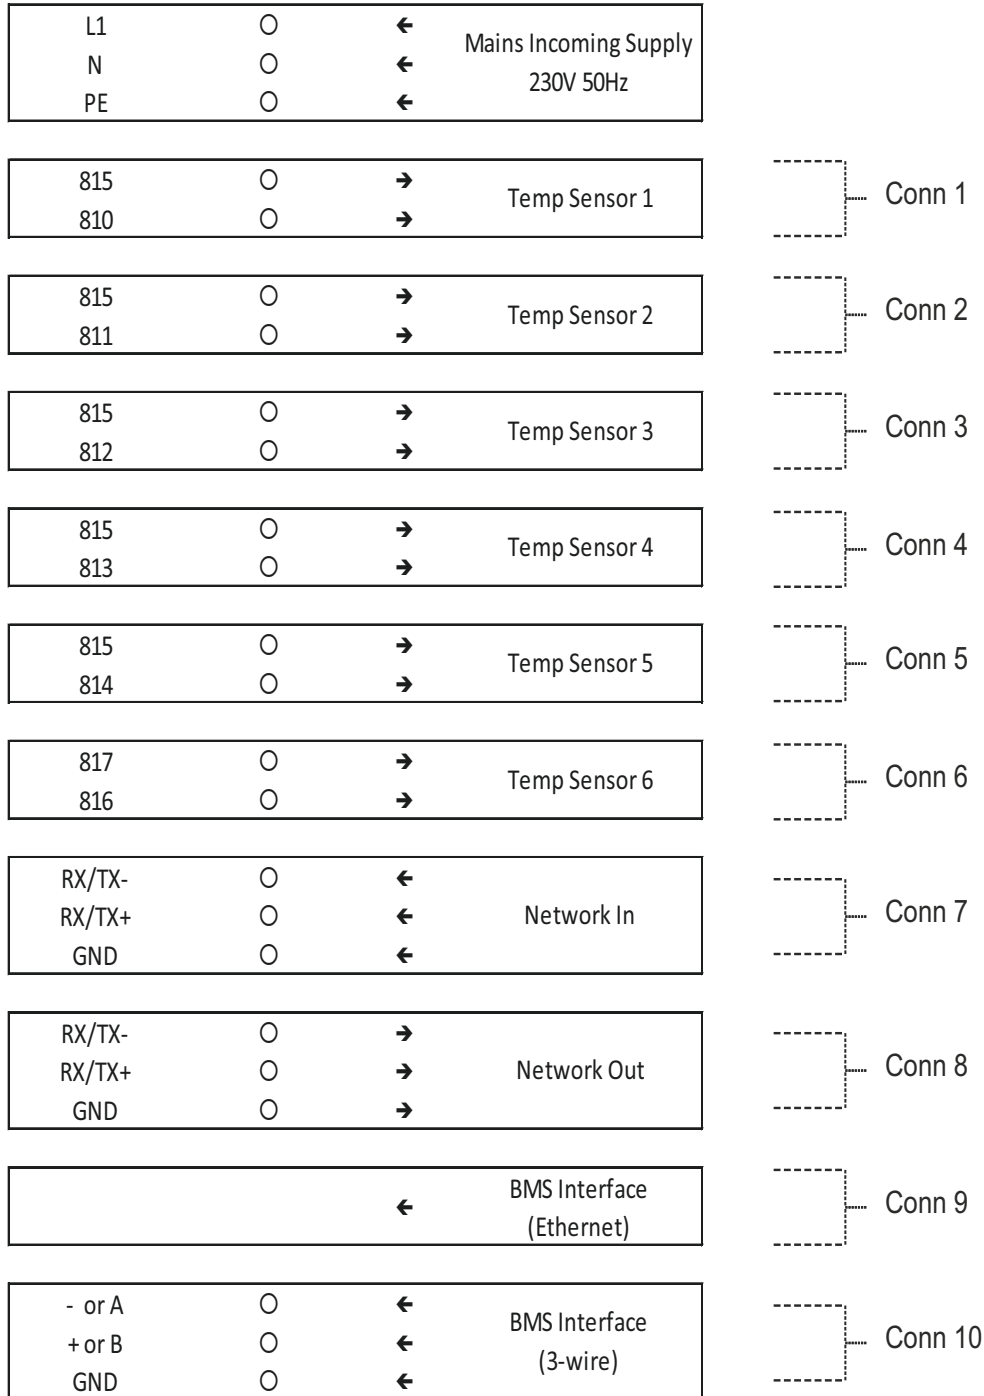 L1
N
PE
Mains Incoming Supply
230V 50Hz
815
810
Temp Sensor 1
Conn 1
815
811
Temp Sensor 2
Conn 2
815
812
Temp Sensor 3
Conn 3
815
813
Temp Sensor 4
Conn 4
815
814
Temp Sensor 5
Conn 5
817
816
Temp Sensor 6
Conn 6
RX/TX-
RX/TX+
GND
Network In
Conn 7
RX/TX-
RX/TX+
GND
Network Out
Conn 8
BMS Interface
(Ethernet)
Conn 9
- or A
+ or B
GND
BMS Interface
(3-wire)
Conn 10